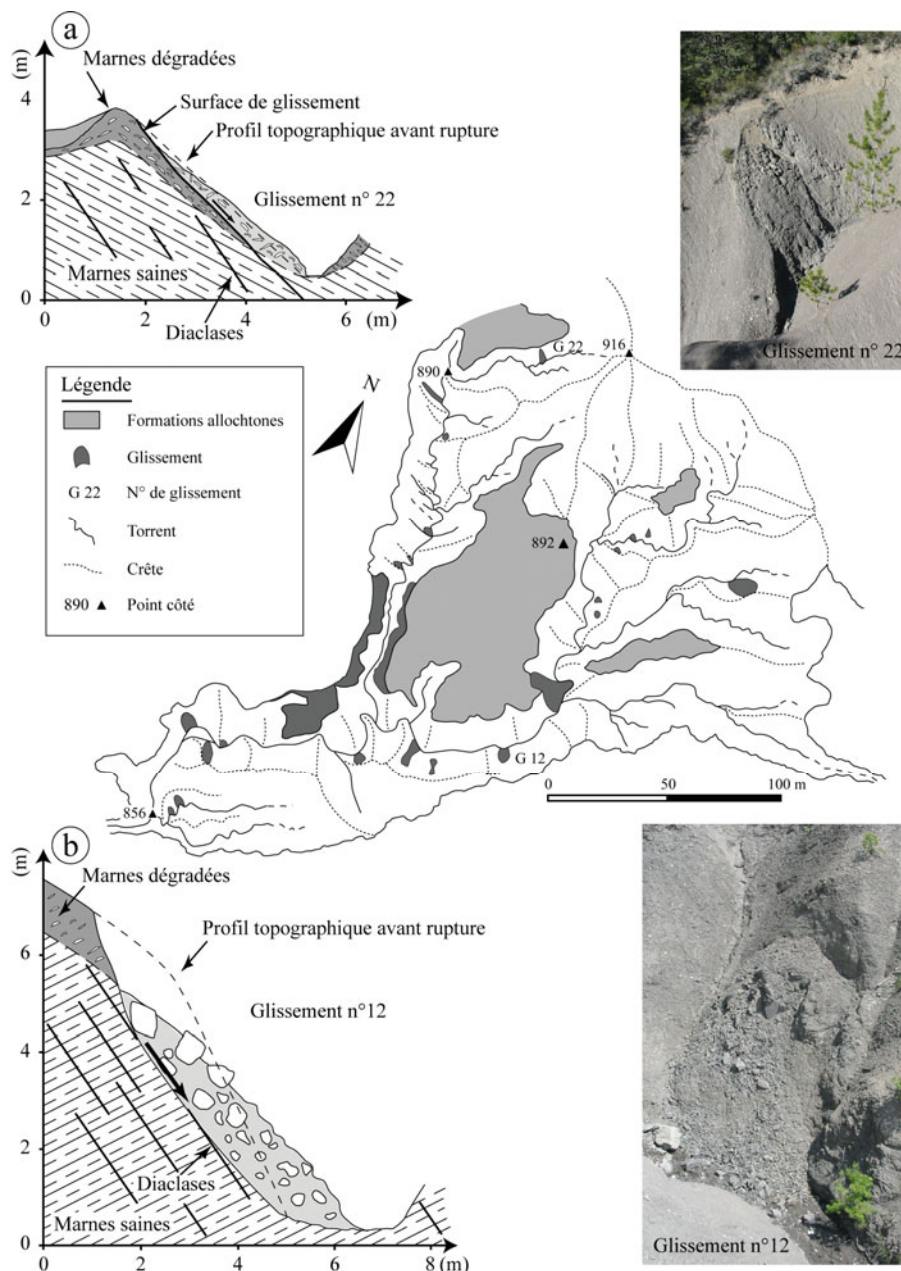 a
(m)
Marnes dégradées
Surface de glissement
Profil topographique avant rupture
4
Glissement n° 22
2
Marnes saines
0
0 2 4 6 (m)
Diaclases
Glissement n° 22
Légende
Formations allochtones
Glissement
G 22 N° de glissement
Torrent
Crête
890 Point côté
N
G 22
916
890
892
G 12
856
0 50 100 m
b
(m)
Marnes dégradées
Profil topographique avant rupture
6
Glissement n°12
4
2
Diaclases
Marnes saines
0
0 2 4 6 8 (m)
Glissement n°12